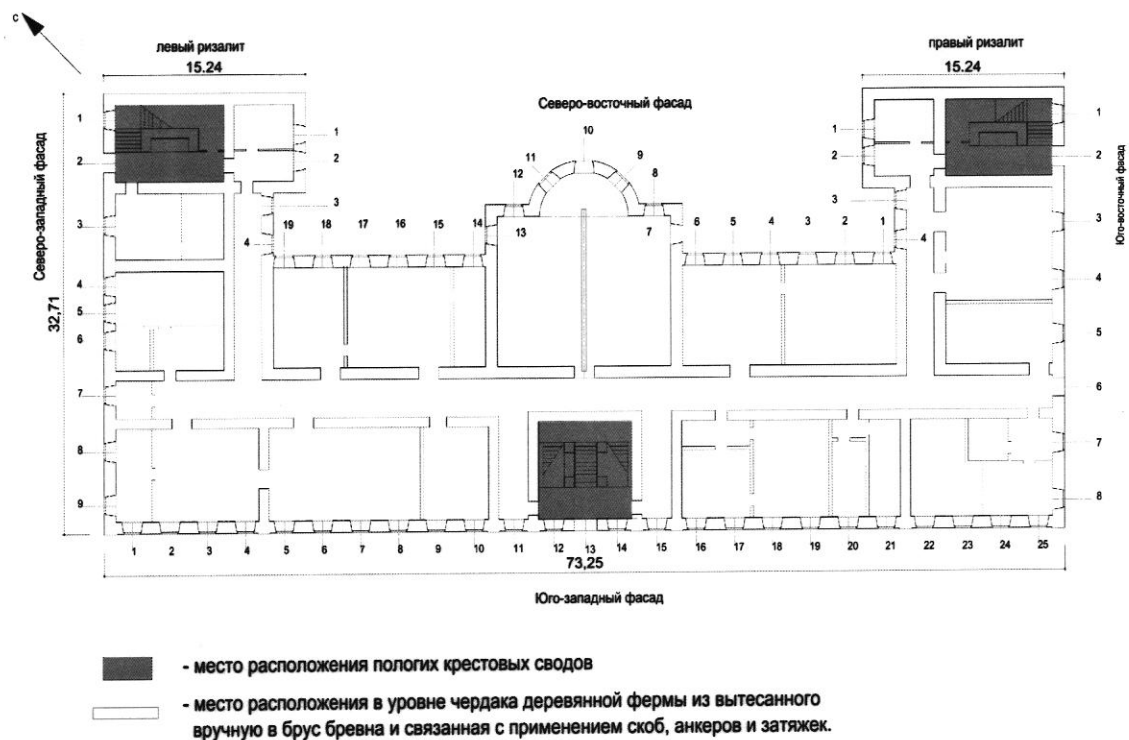 с
левый ризалит
15.24
правый ризалит
15.24
Северо-восточный фасад
Северо-западный фасад
32,71
Юго-восточный фасад
1
2
3
4
5
6
7
8
9
1
2
3
4
19 18 17 16 15 14
13
12
11
10
9
8
7
6 5 4 3 2 1
1
2
3
4
1
2
3
4
5
6
7
8
1 2 3 4 5 6 7 8 9 10 11 12 13 14 15 16 17 18 19 20 21 22 23 24 25
73,25
Юго-западный фасад
- место расположения пологих крестовых сводов
- место расположения в уровне чердака деревянной фермы из вытесанного
вручную в брус бревна и связанная с применением скоб, анкеров и затяжек.